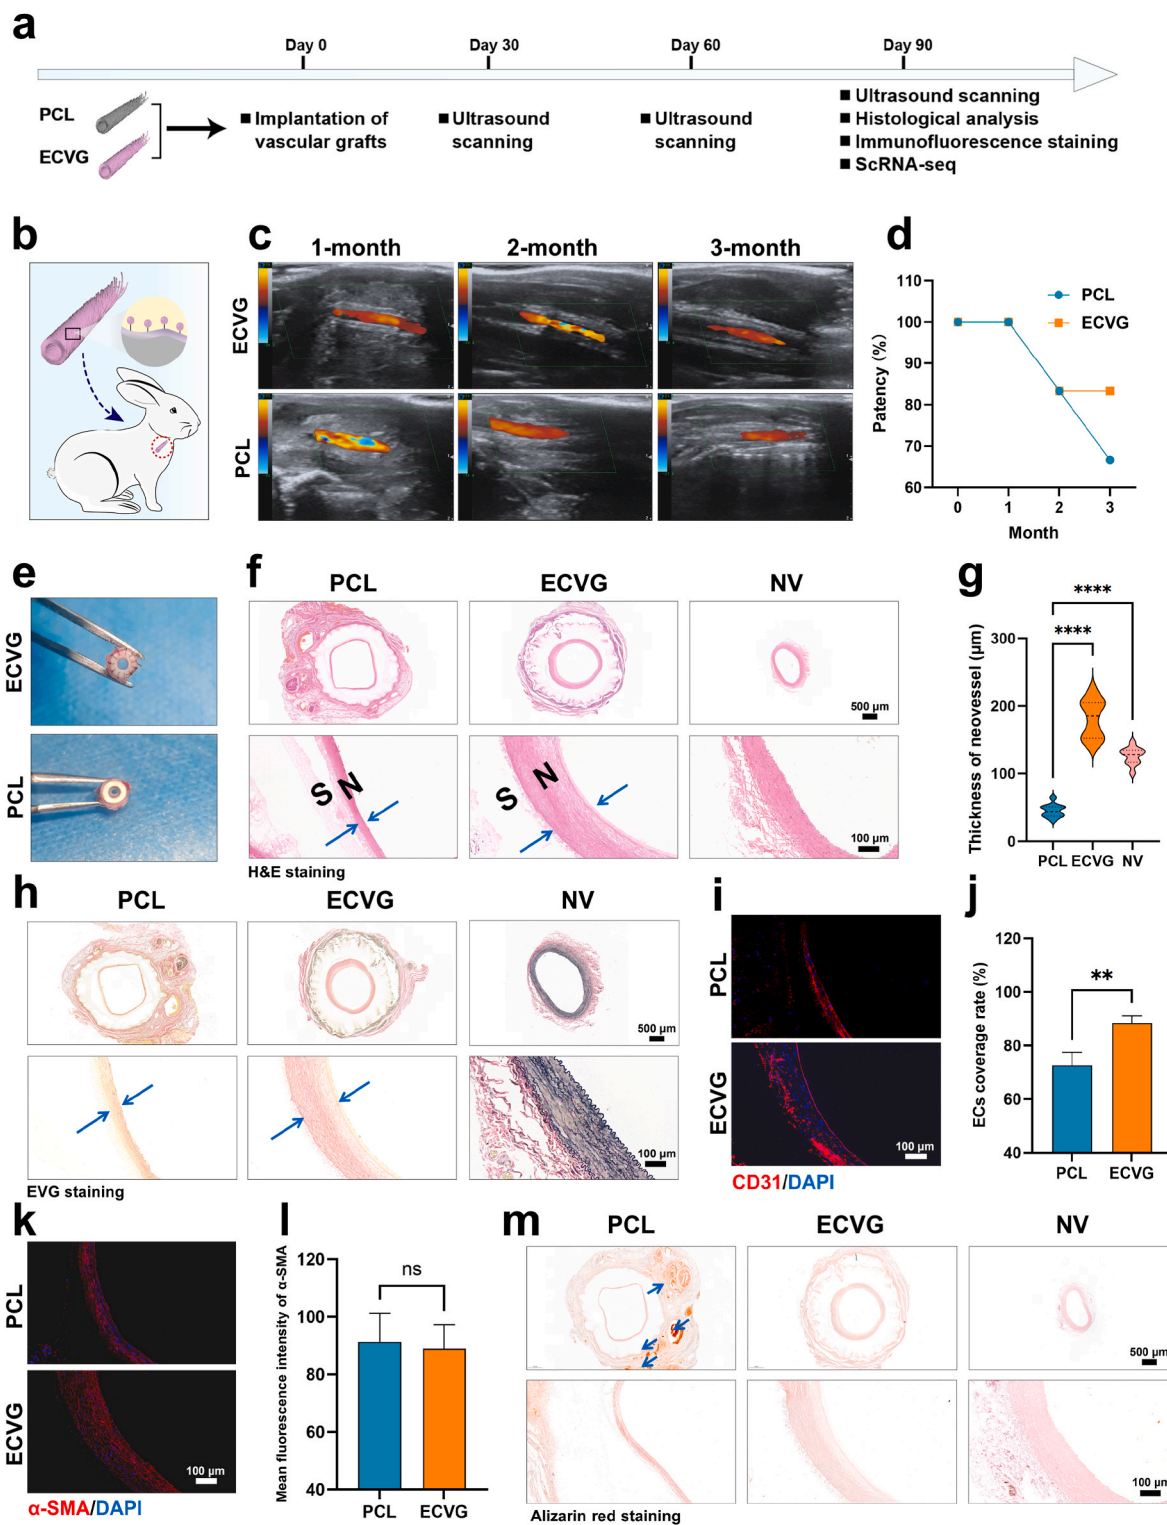 a
Day 0
Day 30
Day 60
Day 90
PCL
ECVG
■ Implantation of
vascular grafts
■ Ultrasound
scanning
■ Ultrasound
scanning
■ Ultrasound scanning
■ Histological analysis
■ Immunofluorescence staining
■ ScRNA-seq
b
c
1-month
2-month
3-month
ECVG
PCL
d
110
100
90
80
70
60
Patency (%)
PCL
ECVG
0
1
2
3
Month
e
ECVG
PCL
f
PCL
ECVG
NV
500 μm
S
N
S
N
100 μm
H&E staining
g
Thickness of neovessel (μm)
300
200
100
0
****
****
PCL
ECVG
NV
h
PCL
ECVG
NV
500 μm
100 μm
EVG staining
i
PCL
ECVG
100 μm
CD31/DAPI
j
ECs coverage rate (%)
120
100
80
60
40
**
PCL
ECVG
k
PCL
ECVG
100 μm
α-SMA/DAPI
l
Mean fluorescence intensity of α-SMA
120
100
80
60
40
ns
PCL
ECVG
m
PCL
ECVG
NV
500 μm
100 μm
Alizarin red staining